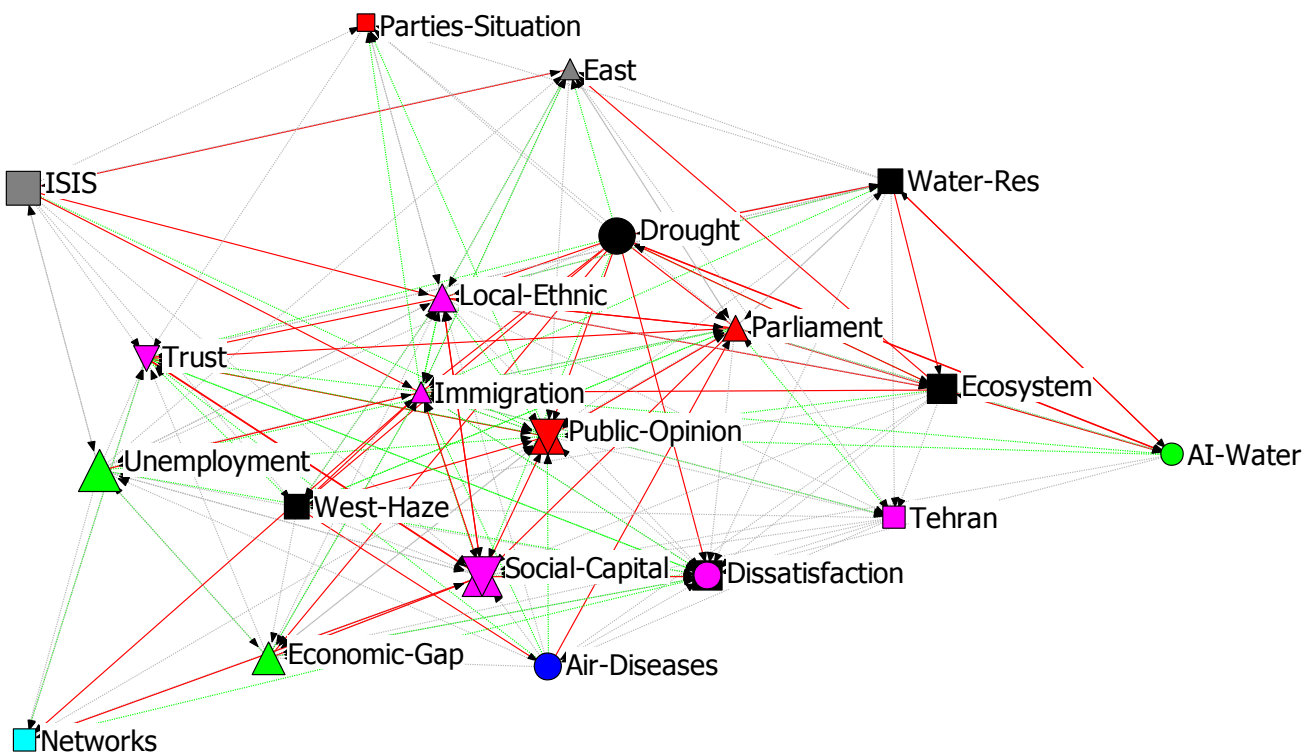 Parties-Situation
East
ISIS
Water-Res
Drought
Local-Ethnic
Parliament
Trust
Immigration
Ecosystem
Public-Opinion
Unemployment
AI-Water
West-Haze
Tehran
Social-Capital
Dissatisfaction
Economic-Gap
Air-Diseases
Networks